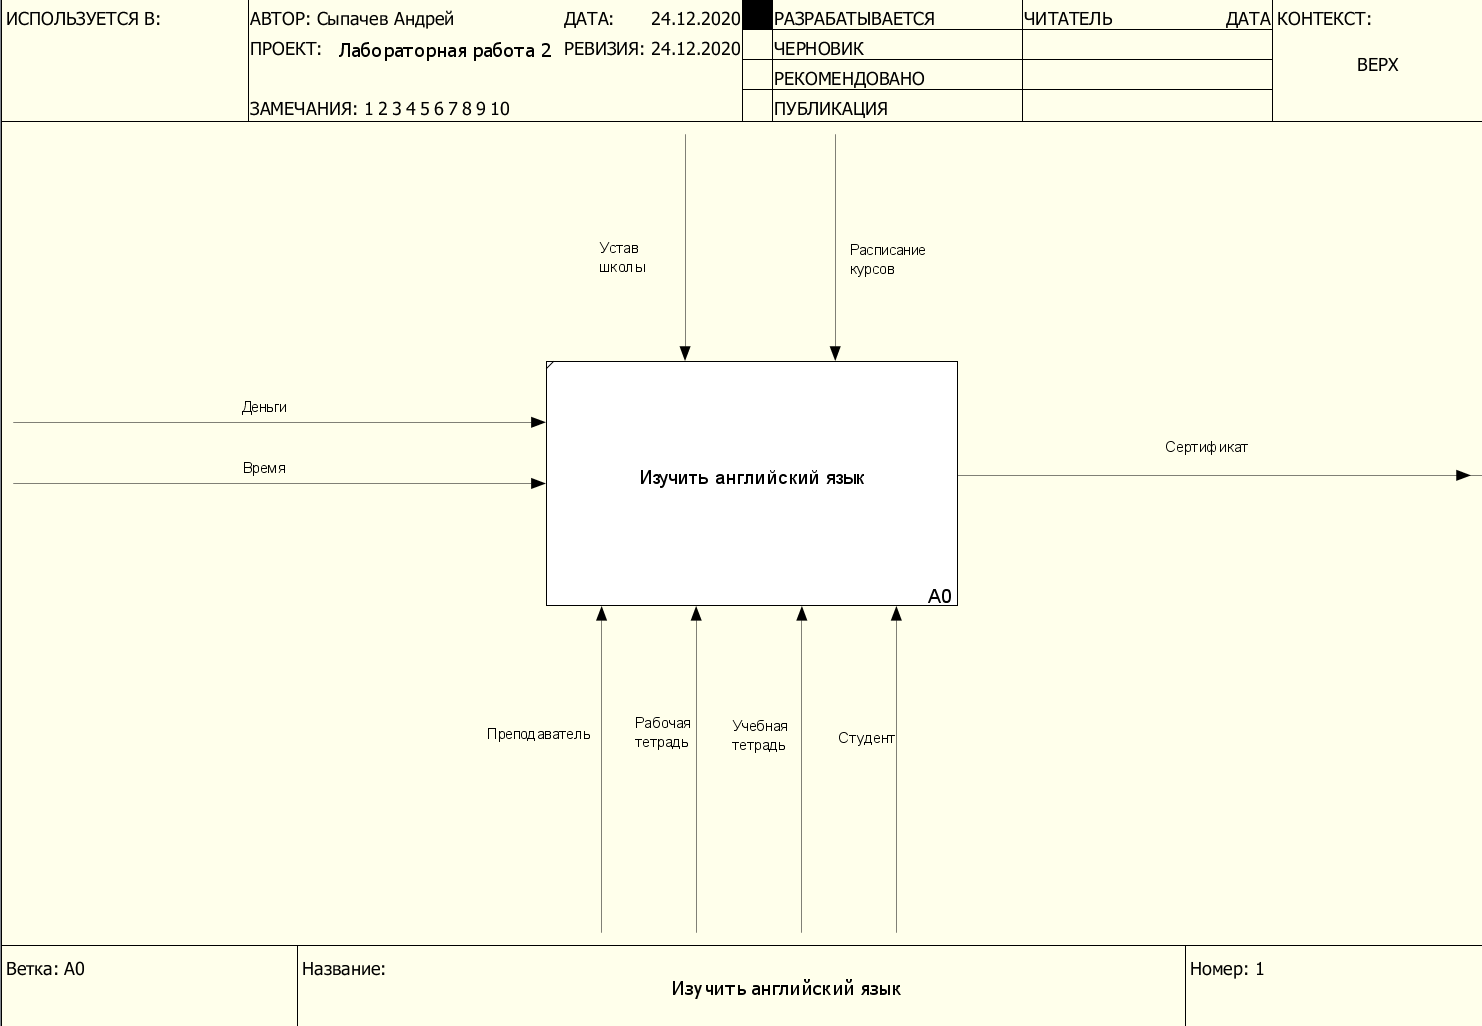 ИСПОЛЬЗУЕТСЯ В:
АВТОР: Сыпачев Андрей
ДАТА: 24.12.2020
ПРОЕКТ: Лабораторная работа 2
РЕВИЗИЯ: 24.12.2020
ЗАМЕЧАНИЯ: 1 2 3 4 5 6 7 8 9 10
РАЗРАБАТЫВАЕТСЯ
ЧЕРНОВИК
РЕКОМЕНДОВАНО
ПУБЛИКАЦИЯ
ЧИТАТЕЛЬ
ДАТА
КОНТЕКСТ:
ВЕРХ
Устав
школы
Расписание
курсов
Деньги
Время
Изучить английский язык
A0
Сертификат
Преподаватель
Рабочая
тетрадь
Учебная
тетрадь
Студент
Ветка: A0
Название:
Изучить английский язык
Номер: 1